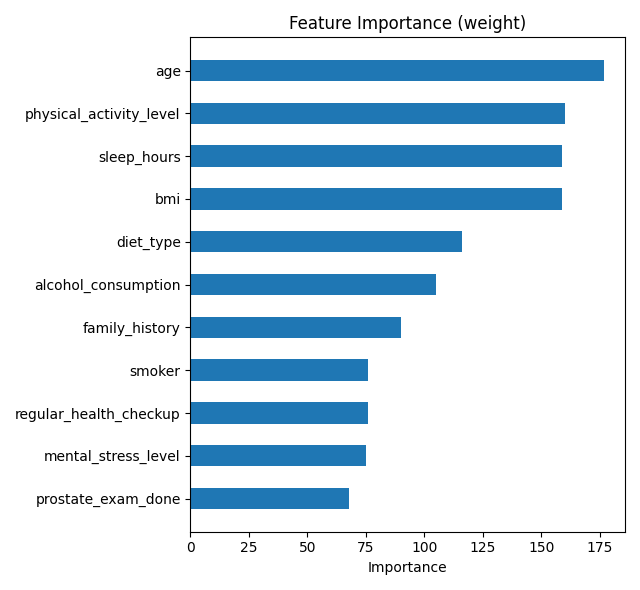 Feature Importance (weight)
age
physical_activity_level
sleep_hours
bmi
diet_type
alcohol_consumption
family_history
smoker
regular_health_checkup
mental_stress_level
prostate_exam_done
0 25 50 75 100 125 150 175
Importance